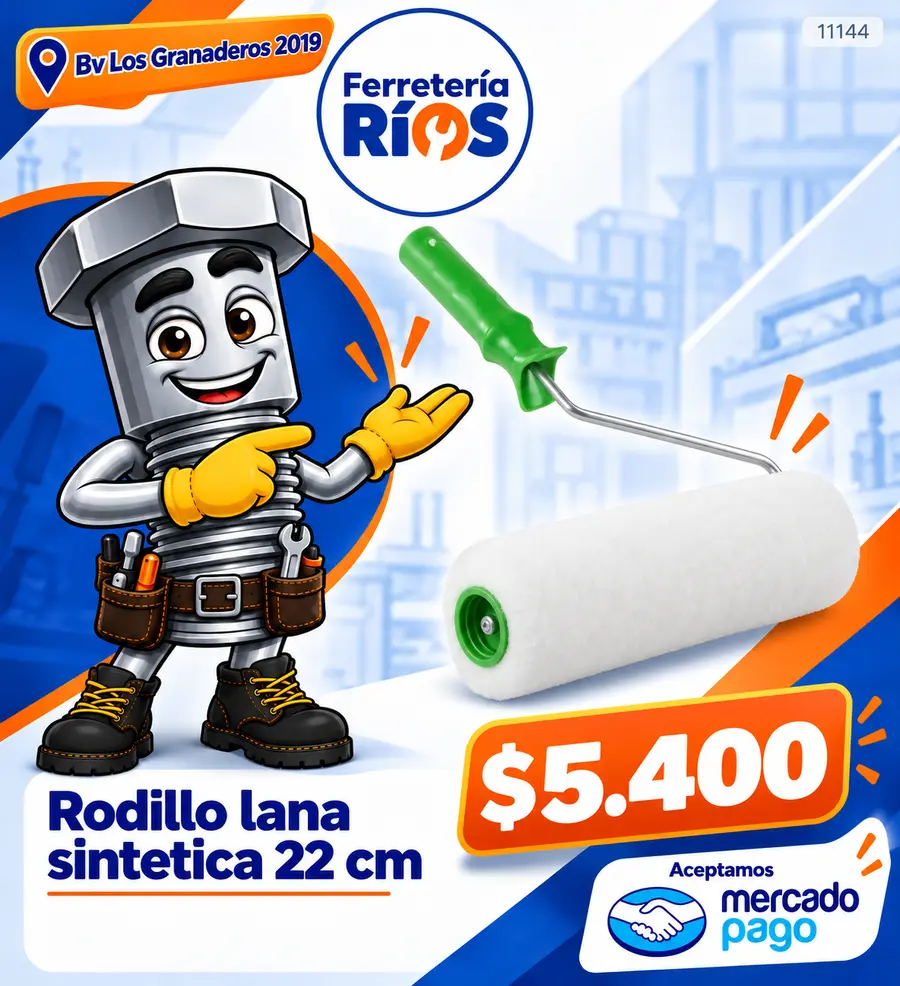 Bv Los Granaderos 2019
Ferretería
RíOS
11144
$5.400
Rodillo lana
sintetica 22 cm
Aceptamos
mercado
pago